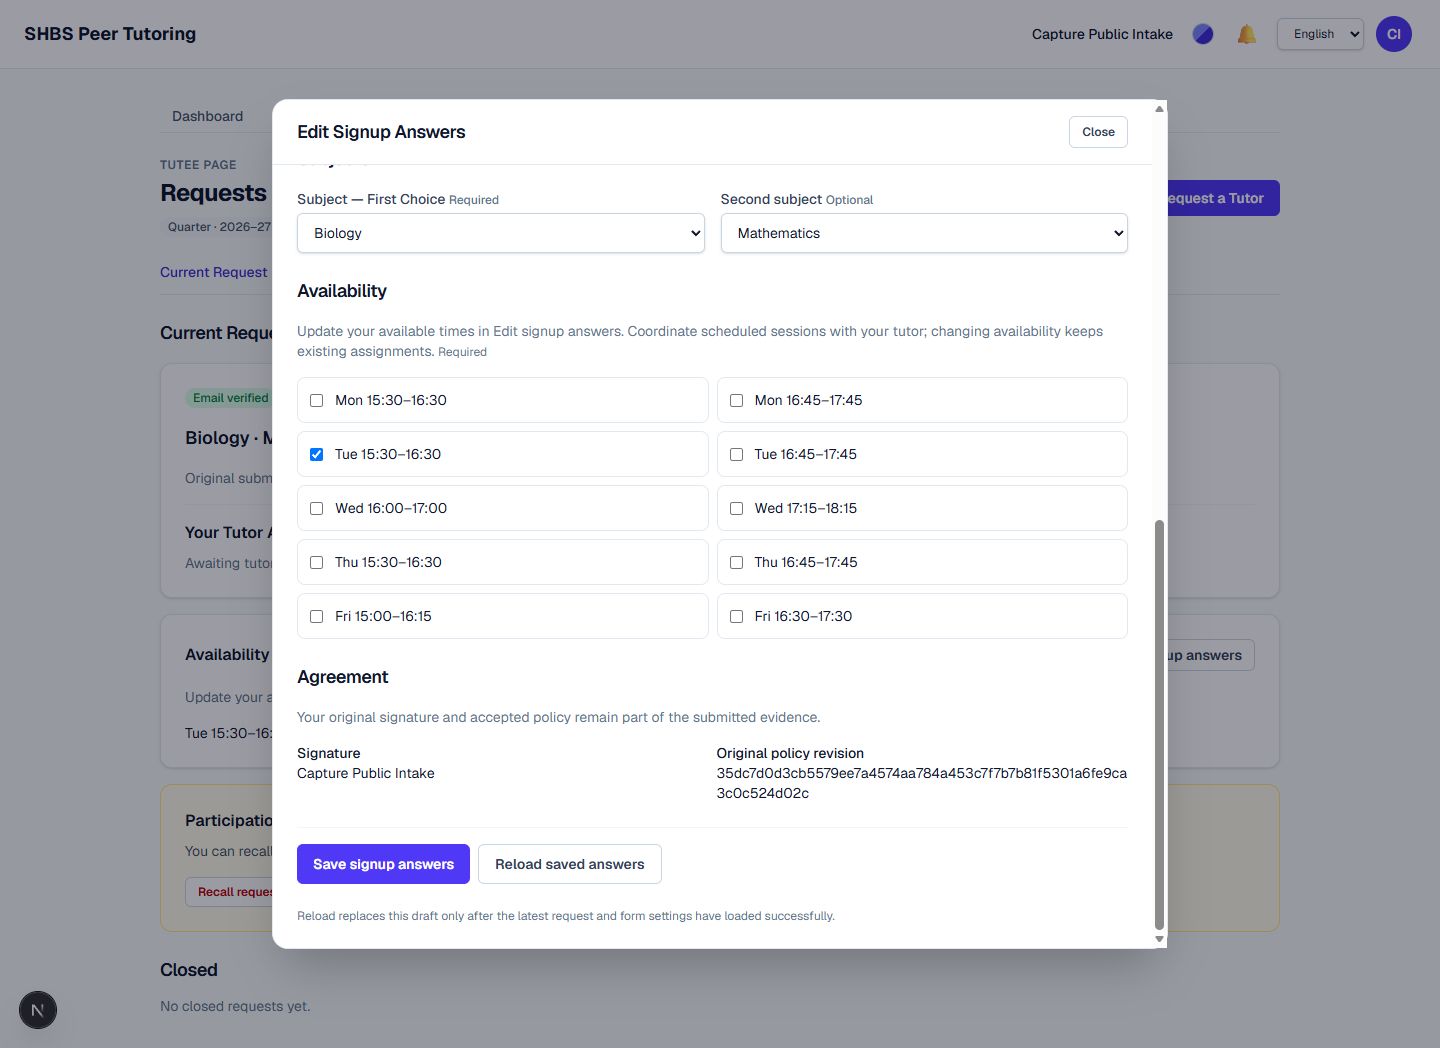 SHBS Peer Tutoring
Capture Public Intake
English
CI
Dashboard
TUTEE PAGE
Requests
Quarter · 2026–27
equest a Tutor
Current Request
Current Reque
Email verified
Biology · M
Original subm
Your Tutor A
Awaiting tutor
Availability
up answers
Update your a
Tue 15:30–16:
Participatio
You can recall
Recall reques
Closed
No closed requests yet.
N
Edit Signup Answers
Close
Subject — First Choice Required
Second subject Optional
Biology
Mathematics
Availability
Update your available times in Edit signup answers. Coordinate scheduled sessions with your tutor; changing availability keeps
existing assignments. Required
Mon 15:30–16:30
Mon 16:45–17:45
Tue 15:30–16:30
Tue 16:45–17:45
Wed 16:00–17:00
Wed 17:15–18:15
Thu 15:30–16:30
Thu 16:45–17:45
Fri 15:00–16:15
Fri 16:30–17:30
Agreement
Your original signature and accepted policy remain part of the submitted evidence.
Signature
Original policy revision
Capture Public Intake
35dc7d0d3cb5579ee7a4574aa784a453c7f7b7b81f5301a6fe9ca
3c0c524d02c
Save signup answers
Reload saved answers
Reload replaces this draft only after the latest request and form settings have loaded successfully.